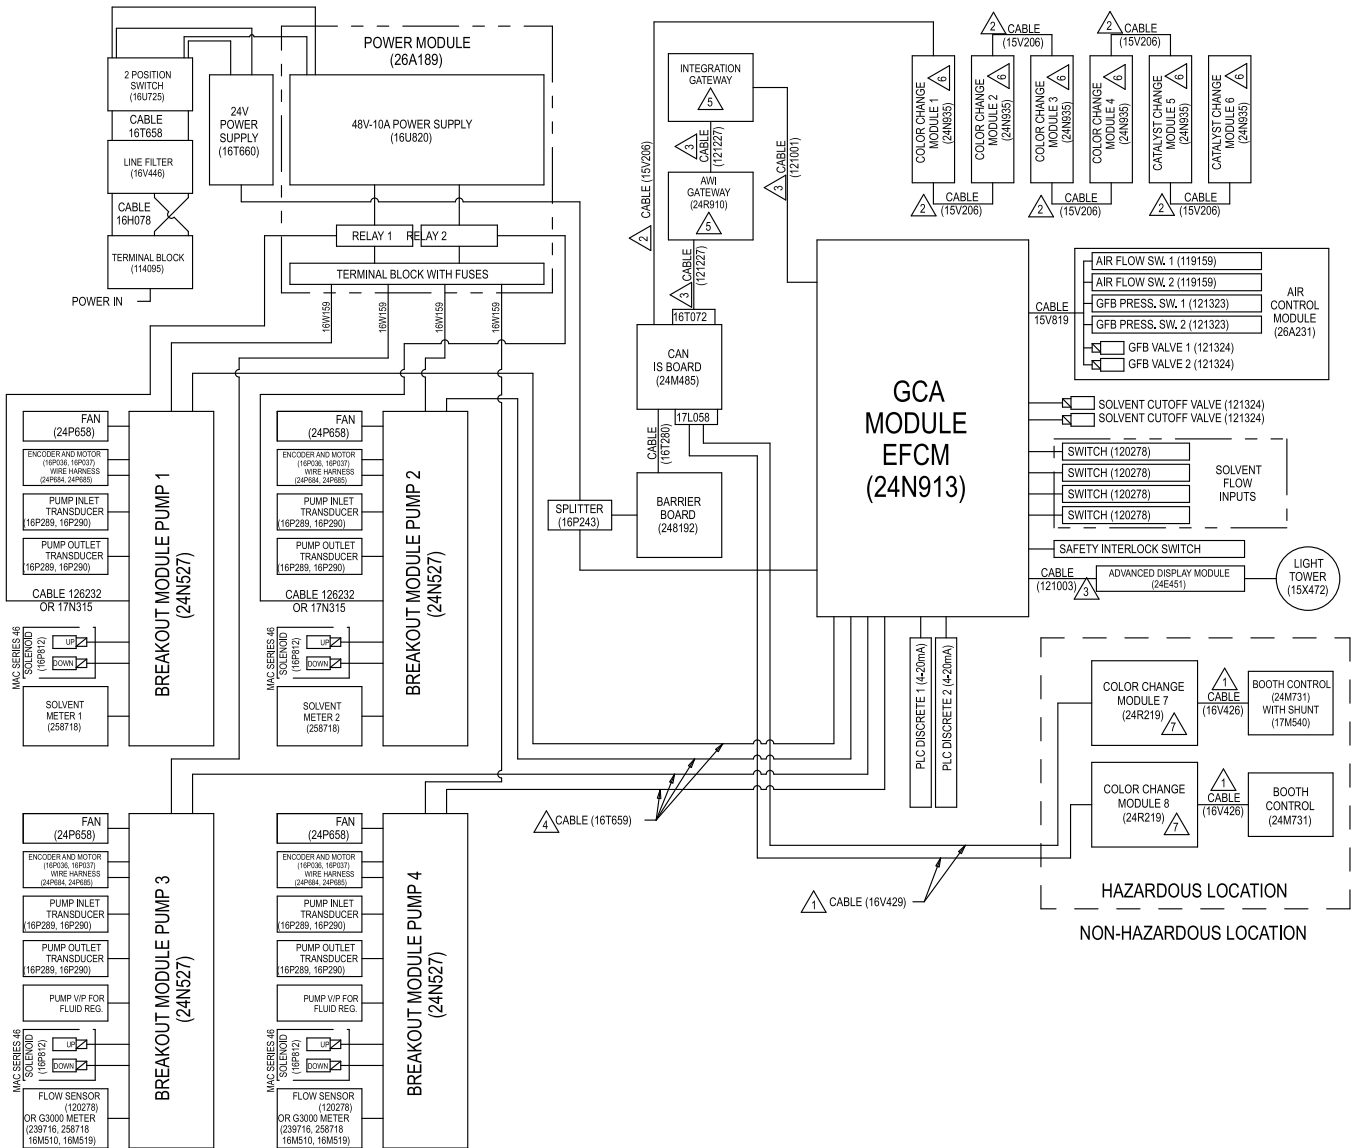 POWER MODULE
(26A189)
2 POSITION
SWITCH
(16U725)
CABLE
16T658
LINE FILTER
(16V446)
CABLE
16H078
TERMINAL BLOCK
(114095)
POWER IN
24V
POWER
SUPPLY
(16T660)
48V-10A POWER SUPPLY
(16U820)
RELAY 1
RELAY 2
TERMINAL BLOCK WITH FUSES
16W159
16W159
16W159
16W159
INTEGRATION
GATEWAY
5
3
CABLE
(121227)
AWI
GATEWAY
(24R910)
5
3
CABLE
(121227)
3
CABLE
(121001)
2
CABLE (15V206)
16T072
CAN
IS BOARD
(24M485)
17L058
CABLE
(16T280)
BARRIER
BOARD
(248192)
SPLITTER
(16P243)
2
CABLE
(15V206)
2
CABLE
(15V206)
COLOR CHANGE
MODULE 1
(24N935)
6
COLOR CHANGE
MODULE 2
(24N935)
6
COLOR CHANGE
MODULE 3
(24N935)
6
COLOR CHANGE
MODULE 4
(24N935)
6
CATALYST CHANGE
MODULE 5
(24N935)
6
CATALYST CHANGE
MODULE 6
(24N935)
6
2
CABLE
(15V206)
2
CABLE
(15V206)
2
CABLE
(15V206)
GCA
MODULE
EFCM
(24N913)
CABLE
15V819
AIR FLOW SW. 1 (119159)
AIR FLOW SW. 2 (119159)
GFB PRESS. SW. 1 (121323)
GFB PRESS. SW. 2 (121323)
GFB VALVE 1 (121324)
GFB VALVE 2 (121324)
AIR
CONTROL
MODULE
(26A231)
SOLVENT CUTOFF VALVE (121324)
SOLVENT CUTOFF VALVE (121324)
SWITCH (120278)
SWITCH (120278)
SWITCH (120278)
SWITCH (120278)
SOLVENT
FLOW
INPUTS
SAFETY INTERLOCK SWITCH
CABLE
(121003)
3
ADVANCED DISPLAY MODULE
(24E451)
LIGHT
TOWER
(15X472)
PLC DISCRETE 1 (4-20mA)
PLC DISCRETE 2 (4-20mA)
COLOR CHANGE
MODULE 7
(24R219)
7
1
CABLE
(16V426)
BOOTH CONTROL
(24M731)
WITH SHUNT
(17M540)
COLOR CHANGE
MODULE 8
(24R219)
7
1
CABLE
(16V426)
BOOTH
CONTROL
(24M731)
HAZARDOUS LOCATION
NON-HAZARDOUS LOCATION
4
CABLE (16T659)
1
CABLE (16V429)
FAN
(24P658)
ENCODER AND MOTOR
(16P036, 16P037)
WIRE HARNESS
(24P684, 24P685)
PUMP INLET
TRANSDUCER
(16P289, 16P290)
PUMP OUTLET
TRANSDUCER
(16P289, 16P290)
CABLE 126232
OR 17N315
MAC SERIES 46
SOLENOID
(16P812)
UP
DOWN
SOLVENT
METER 1
(258718)
BREAKOUT MODULE PUMP 1
(24N527)
FAN
(24P658)
ENCODER AND MOTOR
(16P036, 16P037)
WIRE HARNESS
(24P684, 24P685)
PUMP INLET
TRANSDUCER
(16P289, 16P290)
PUMP OUTLET
TRANSDUCER
(16P289, 16P290)
CABLE 126232
OR 17N315
MAC SERIES 46
SOLENOID
(16P812)
UP
DOWN
SOLVENT
METER 2
(258718)
BREAKOUT MODULE PUMP 2
(24N527)
FAN
(24P658)
ENCODER AND MOTOR
(16P036, 16P037)
WIRE HARNESS
(24P684, 24P685)
PUMP INLET
TRANSDUCER
(16P289, 16P290)
PUMP OUTLET
TRANSDUCER
(16P289, 16P290)
PUMP V/P FOR
FLUID REG.
MAC SERIES 46
SOLENOID
(16P812)
UP
DOWN
FLOW SENSOR
(120278)
OR G3000 METER
(239716, 258718
16M510, 16M519)
BREAKOUT MODULE PUMP 3
(24N527)
FAN
(24P658)
ENCODER AND MOTOR
(16P036, 16P037)
WIRE HARNESS
(24P684, 24P685)
PUMP INLET
TRANSDUCER
(16P289, 16P290)
PUMP OUTLET
TRANSDUCER
(16P289, 16P290)
PUMP V/P FOR
FLUID REG.
MAC SERIES 46
SOLENOID
(16P812)
UP
DOWN
FLOW SENSOR
(120278)
OR G3000 METER
(239716, 258718
16M510, 16M519)
BREAKOUT MODULE PUMP 4
(24N527)